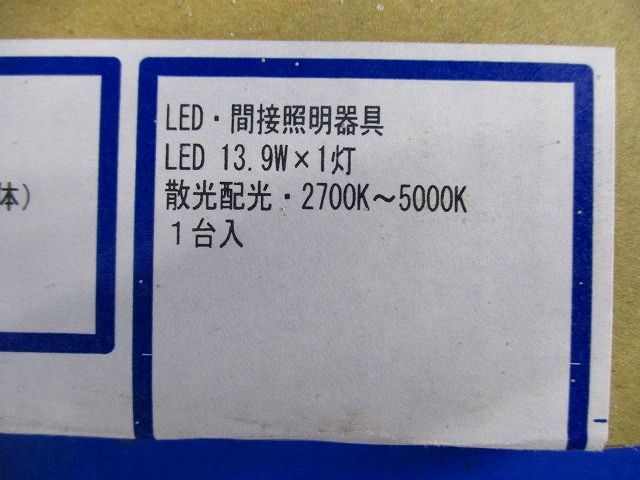 体)
LED・間接照明器具
LED 13.9W×1灯
散光配光・2700K～5000K
1台入